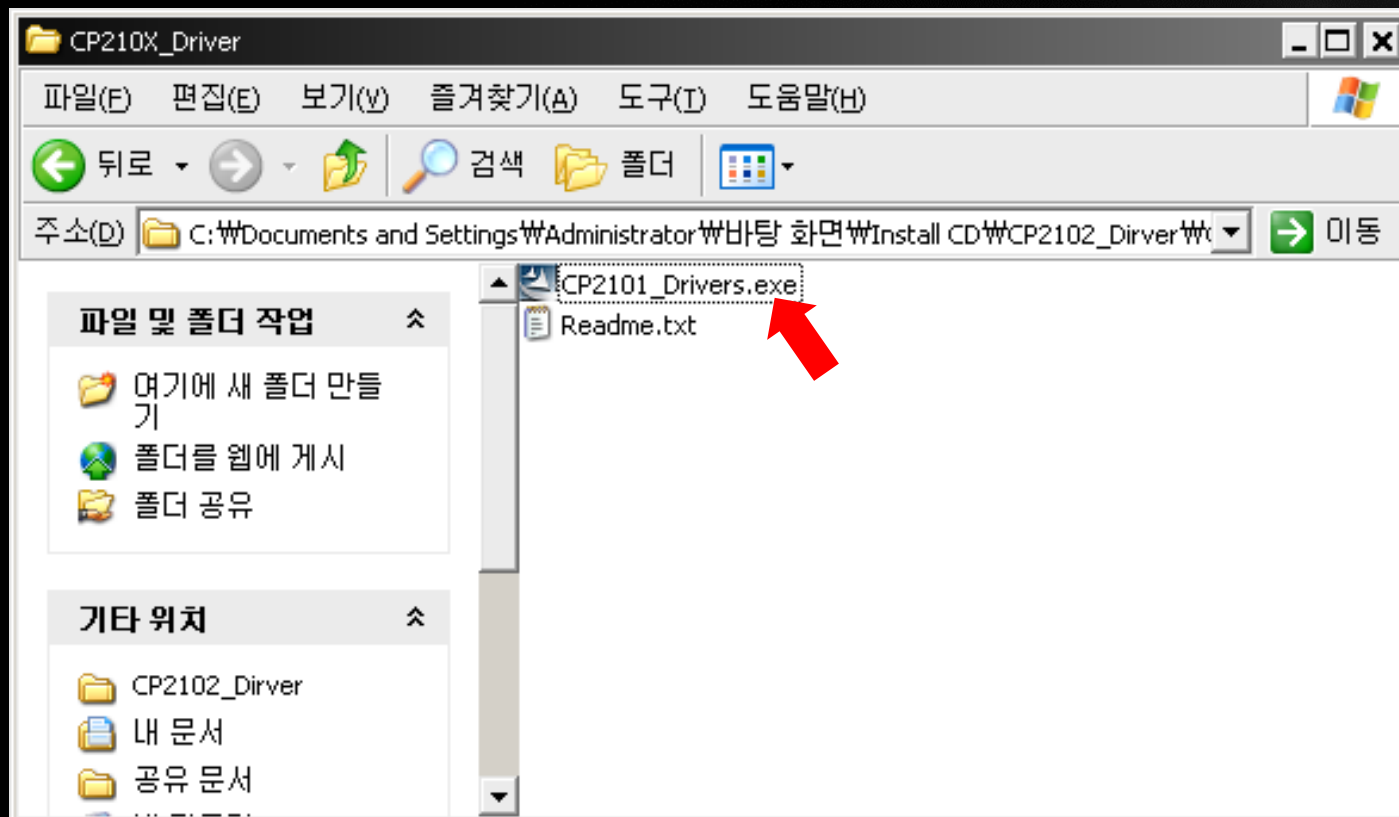 CP210X_Driver
파일(F) 편집(E) 보기(V) 즐겨찾기(A) 도구(T) 도움말(H)
뒤로 검색 폴더
주소(D) C:₩Documents and Settings₩Administrator₩바탕 화면₩Install CD₩CP2102_Dirver₩ 이동
CP2101_Drivers.exe
Readme.txt
파일 및 폴더 작업
여기에 새 폴더 만들
기
폴더를 웹에 게시
폴더 공유
기타 위치
CP2102_Dirver
내 문서
공유 문서